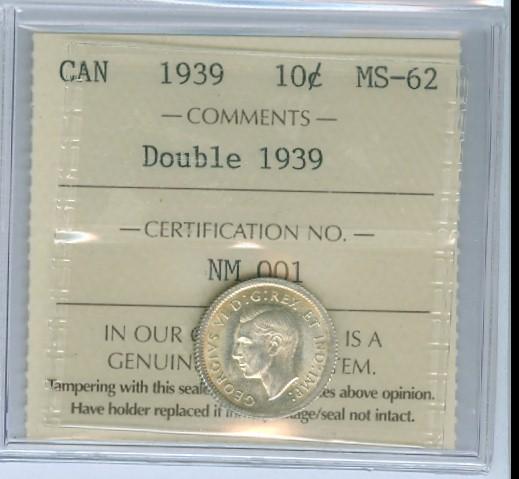 CAN 1939 10¢ MS-62
— COMMENTS —
Double 1939
— CERTIFICATION NO. —
NM 001
IN OUR IS A
GENUIN EM.
Tampering with this seal es above opinion.
Have holder replaced if ge/seal not intact.
GEORGIVS VI D:G:REX ET IND:IMP: